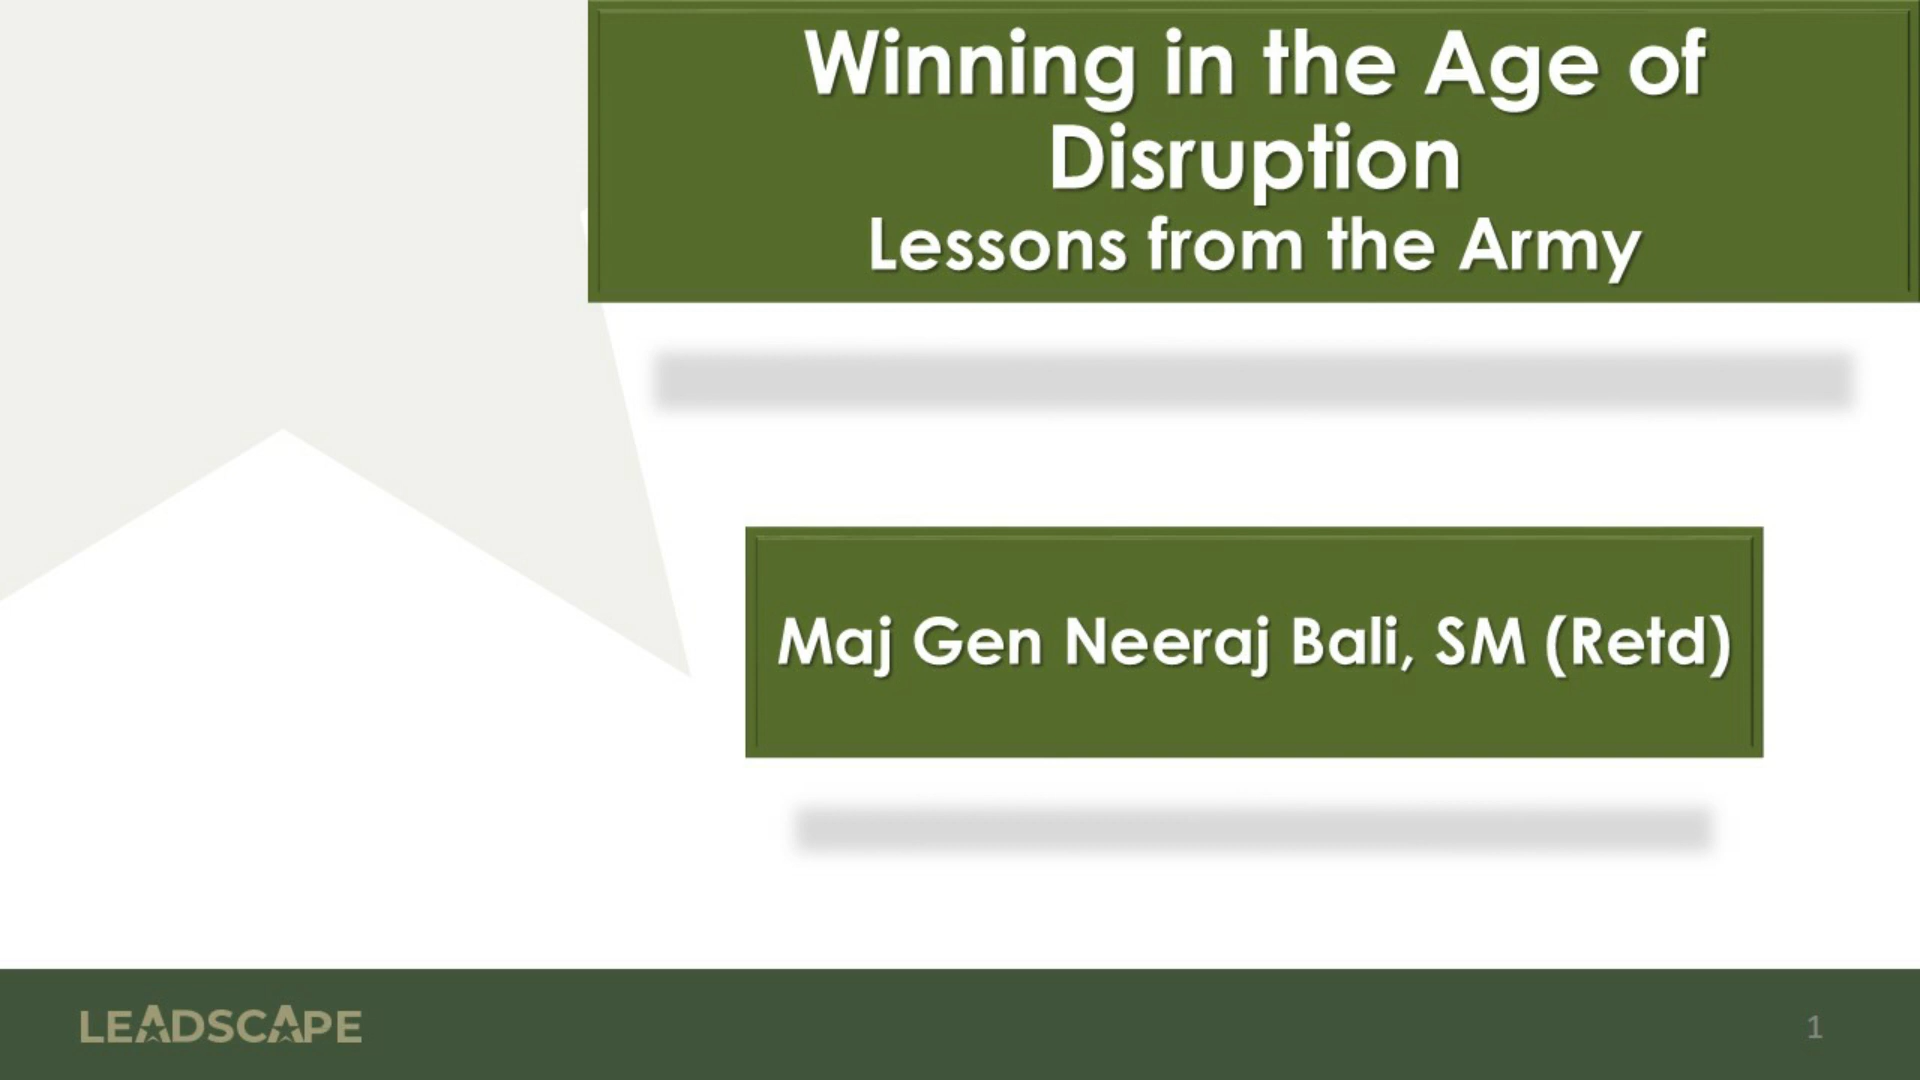 Winning in the Age of
Disruption
Lessons from the Army
Maj Gen Neeraj Bali, SM (Retd)
LEADSCAPE
1